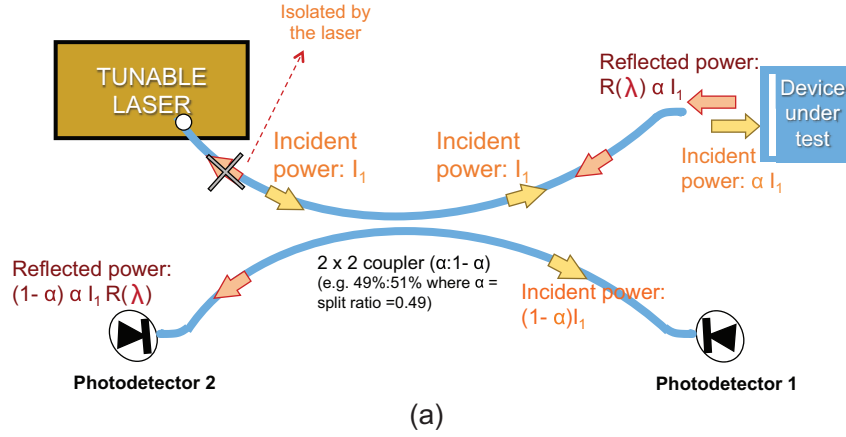 Isolated by
the laser
TUNABLE
LASER
Reflected power:
R(λ) α I₁
Device
under
test
Incident
power: I₁
Incident
power: I₁
Incident
power: α I₁
Reflected power:
(1- α) α I₁ R(λ)
2 x 2 coupler (α:1- α)
(e.g. 49%:51% where α =
split ratio =0.49)
Incident power:
(1- α)I₁
Photodetector 2
Photodetector 1
(a)